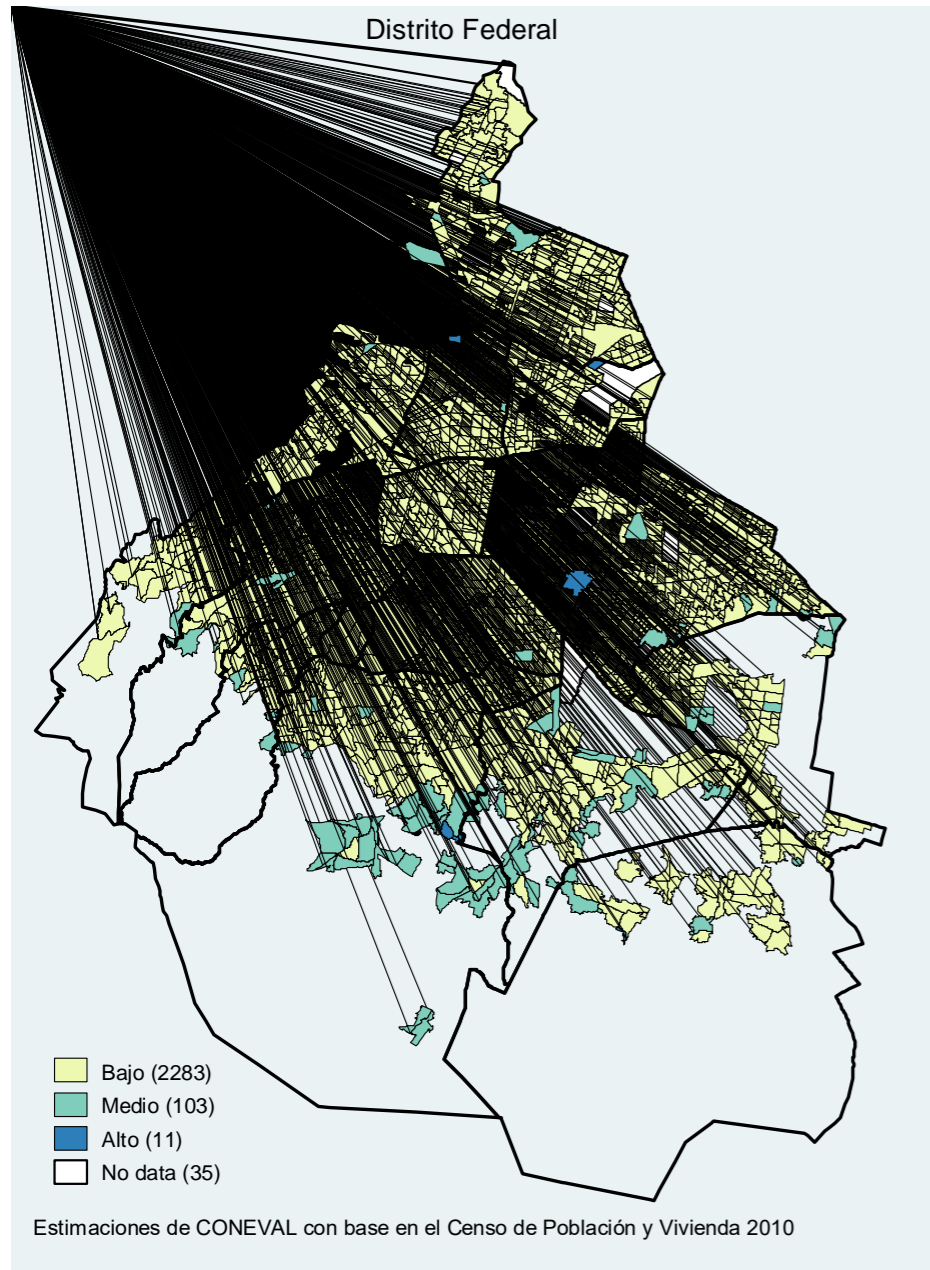 Distrito Federal
Bajo (2283)
Medio (103)
Alto (11)
No data (35)
Estimaciones de CONEVAL con base en el Censo de Población y Vivienda 2010